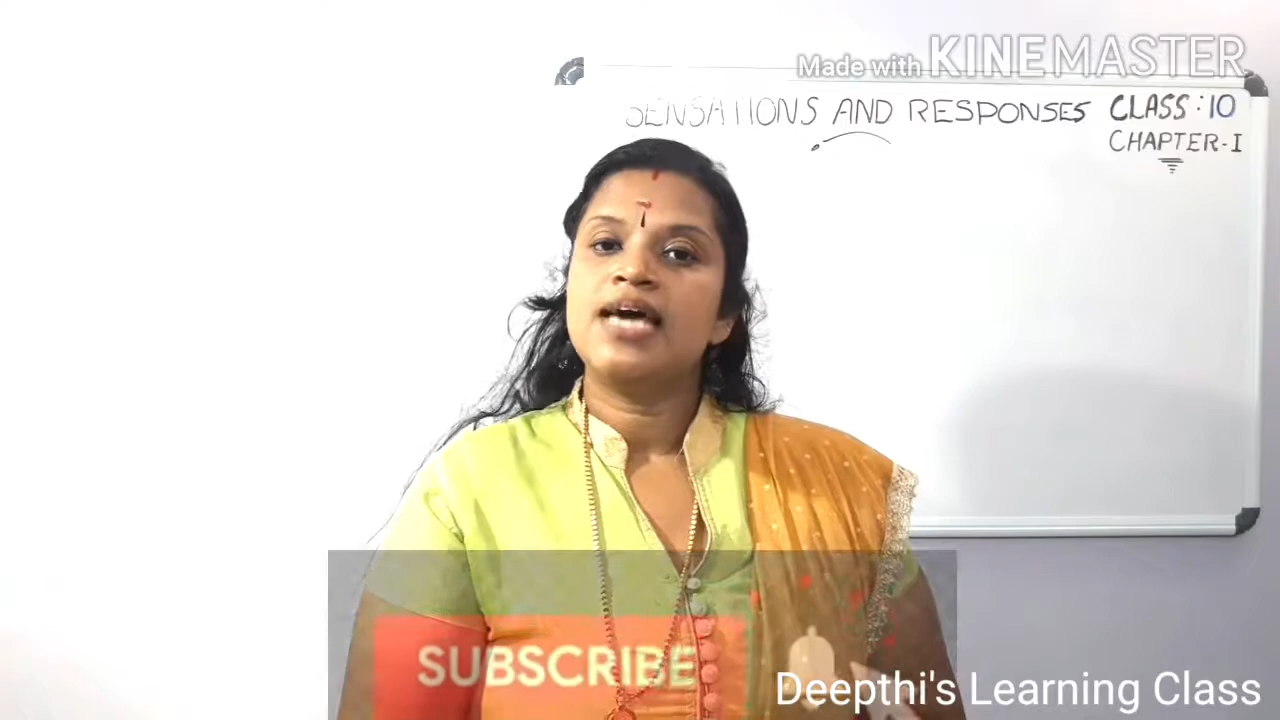 Made with KINEMASTER
SENSATIONS AND RESPONSES CLASS: 10
CHAPTER-I
SUBSCRIBE
Deepthi's Learning Class